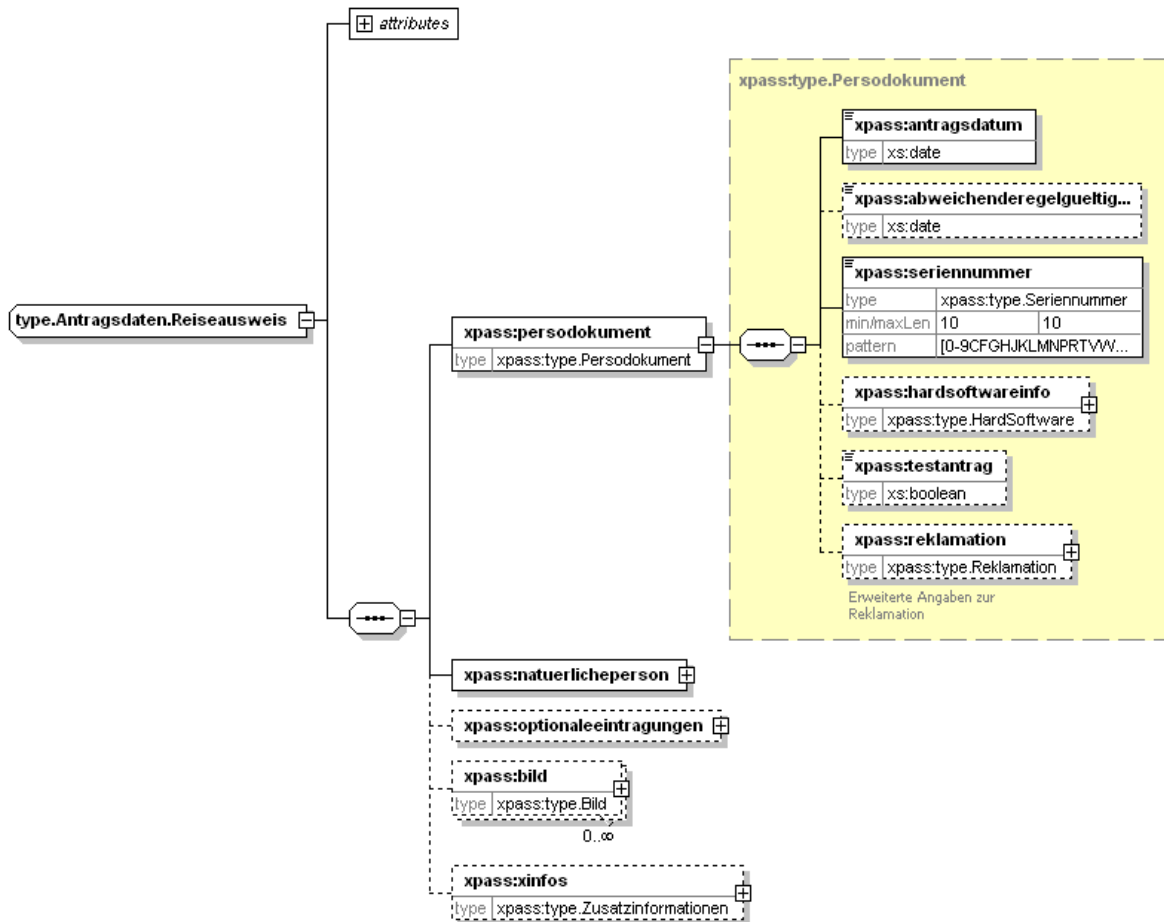 attributes
xpass:type.Persodokument
xpass:antragsdatum
type xs:date
xpass:abweichenderegelgueltig...
type xs:date
xpass:seriennummer
type xpass:type.Seriennummer
min/maxLen 10 10
pattern [0-9CFGHJKLMNPRTVW...
type.Antragsdaten.Reiseausweis
xpass:persodokument
type xpass:type.Persodokument
xpass:hardsoftwareinfo
type xpass:type.HardSoftware
xpass:testantrag
type xs:boolean
xpass:reklamation
type xpass:type.Reklamation
Erweiterte Angaben zur
Reklamation
xpass:natuerlicheperson
xpass:optionaleeintragungen
xpass:bild
type xpass:type.Bild
0..∞
xpass:xinfos
type xpass:type.Zusatzinformationen